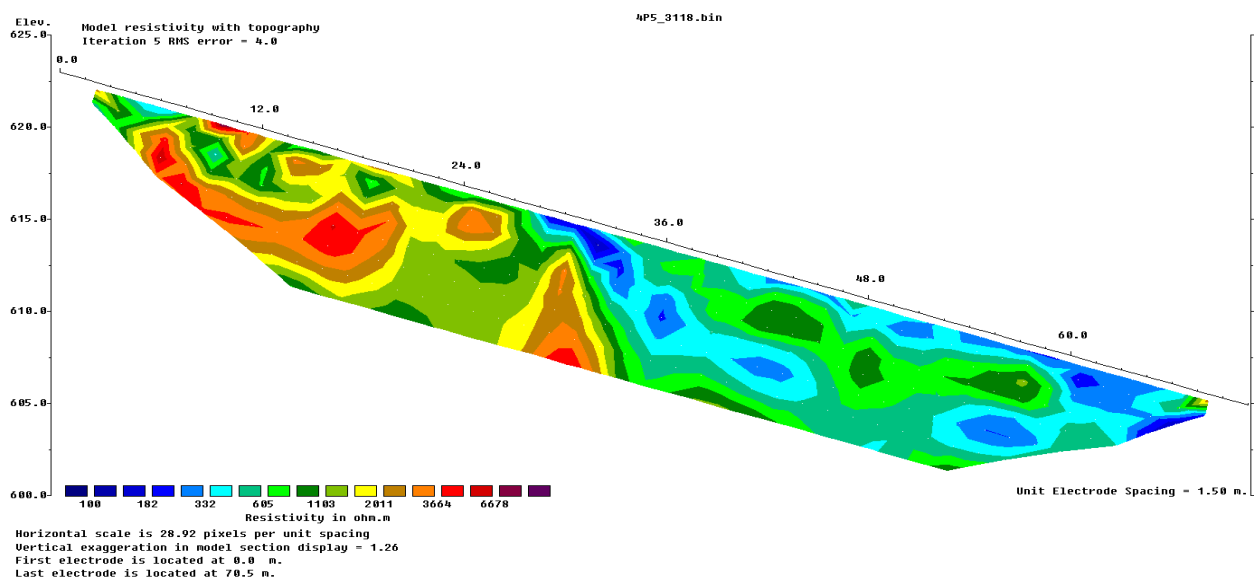 4P5_3118.bin
Elev.
Model resistivity with topography
625.0
Iteration 5 RMS error = 4.0
0.0
12.0
620.0
24.0
615.0
36.0
48.0
610.0
60.0
605.0
600.0
Unit Electrode Spacing = 1.50 m.
100 182 332 605 1103 2011 3664 6678
Resistivity in ohm.m
Horizontal scale is 28.92 pixels per unit spacing
Vertical exaggeration in model section display = 1.26
First electrode is located at 0.0 m.
Last electrode is located at 70.5 m.